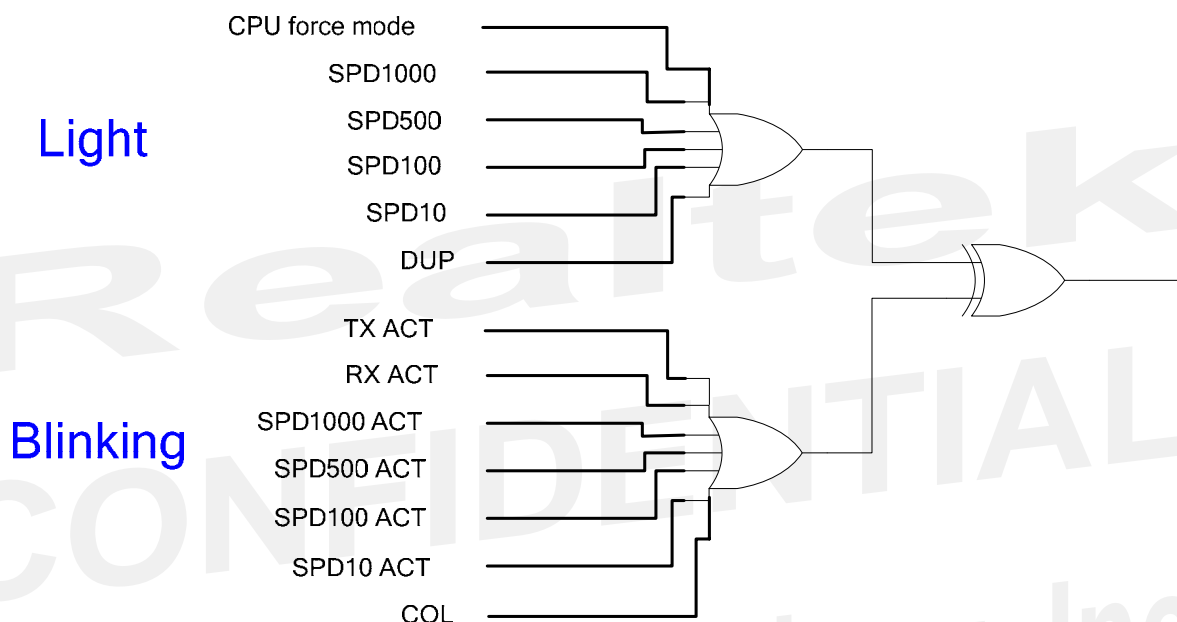 CPU force mode
SPD1000
SPD500
SPD100
SPD10
DUP
Light
TX ACT
RX ACT
SPD1000 ACT
SPD500 ACT
SPD100 ACT
SPD10 ACT
COL
Blinking
Realtek
CONFIDENTIAL